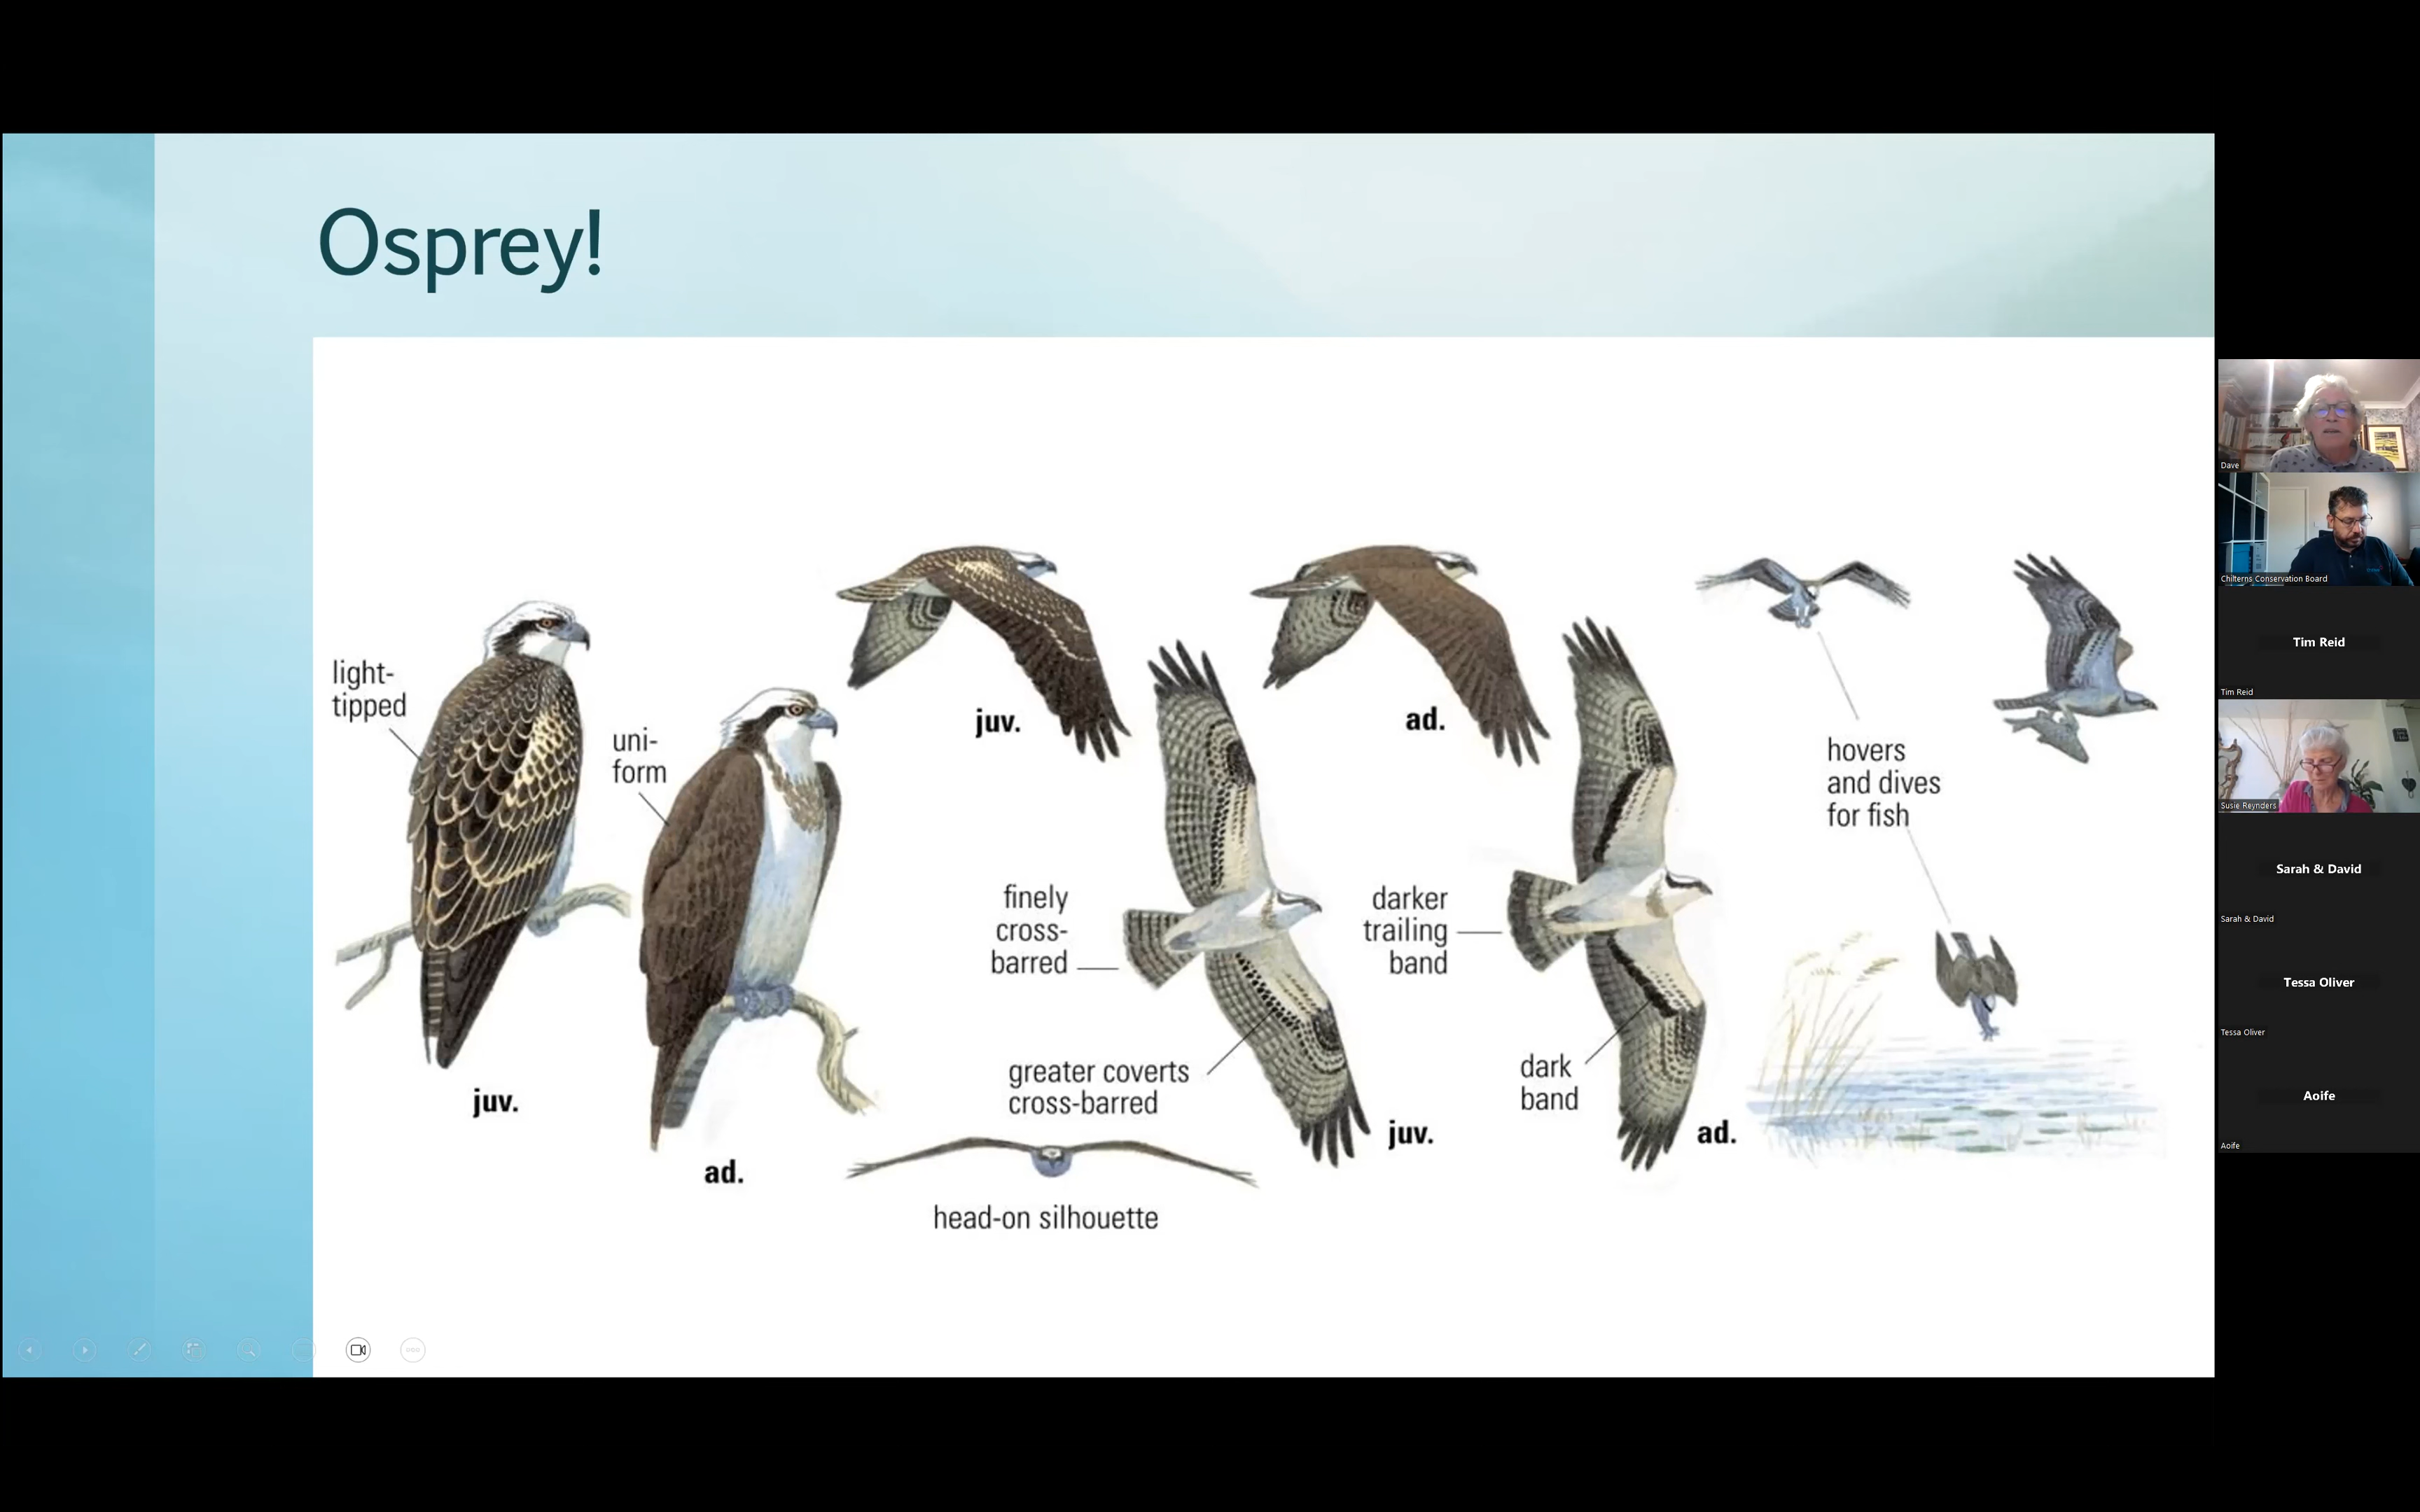 Osprey!
light-
tipped
uni-
form
juv.
ad.
juv.
ad.
finely
cross-
barred
greater coverts
cross-barred
head-on silhouette
juv.
darker
trailing
band
dark
band
ad.
hovers
and dives
for fish
Dave
Chilterns Conservation Board
Tim Reid
Tim Reid
Susie Reynders
Sarah & David
Sarah & David
Tessa Oliver
Tessa Oliver
Aoife
Aoife